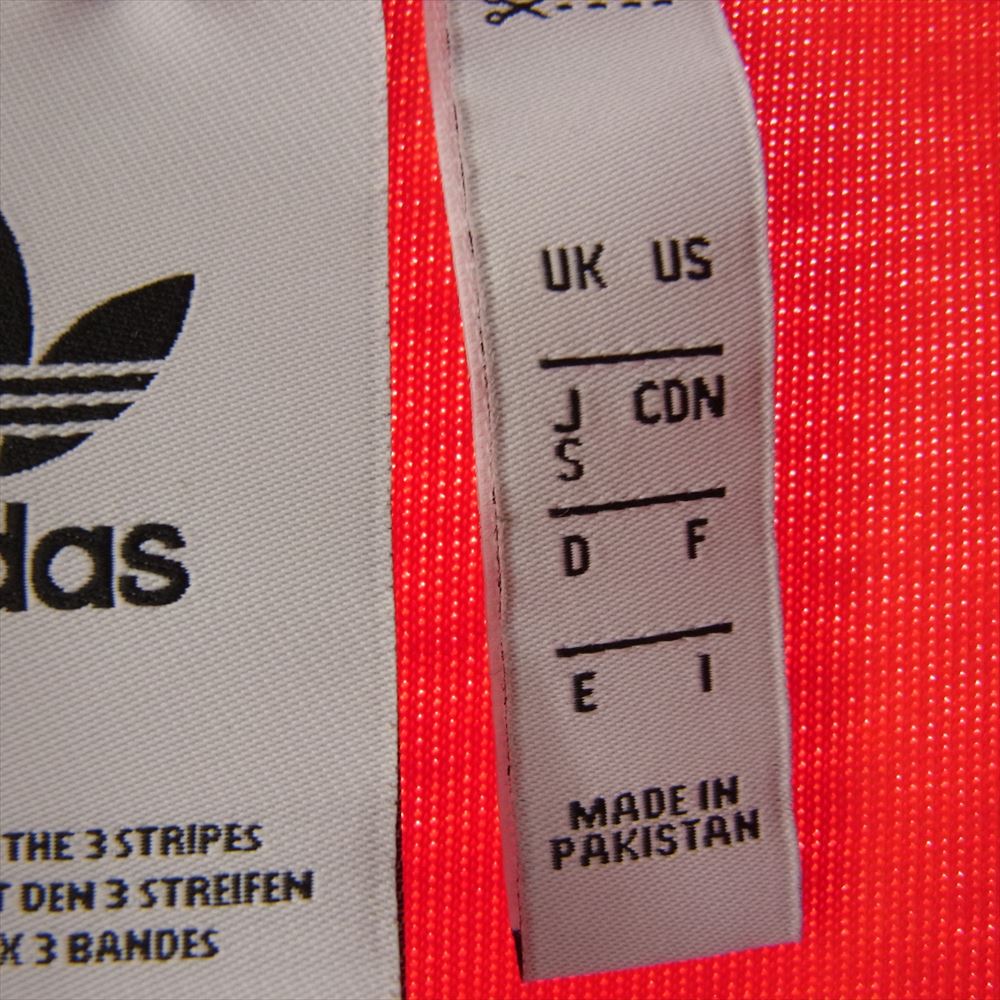 das
THE 3 STRIPES
DEN 3 STREIFEN
3 BANDES
UK US
J CDN
S
D F
E I
MADE IN
PAKISTAN